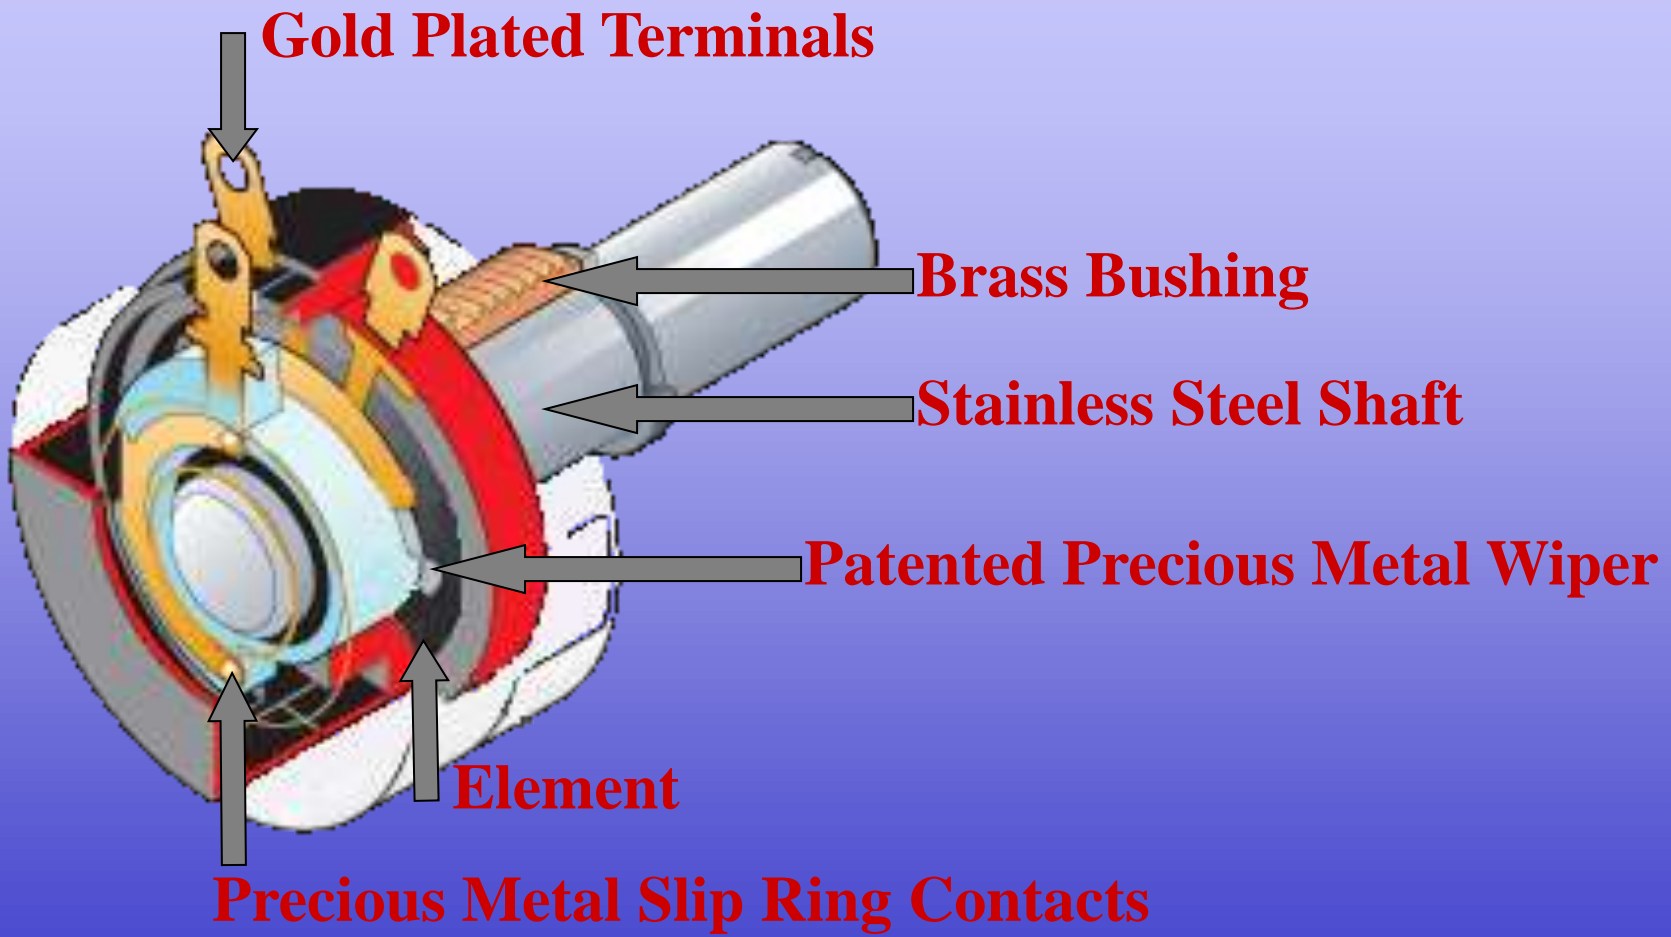 Gold Plated Terminals
Brass Bushing
Stainless Steel Shaft
Patented Precious Metal Wiper
Element
Precious Metal Slip Ring Contacts